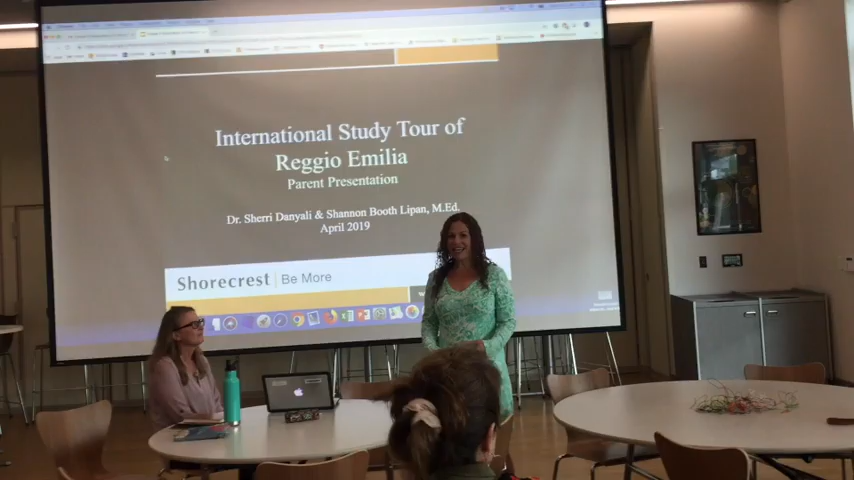 International Study Tour of
Reggio Emilia
Parent Presentation
Dr. Sherri Danyali & Shannon Booth Lipan, M.Ed.
April 2019
Shorecrest | Be More